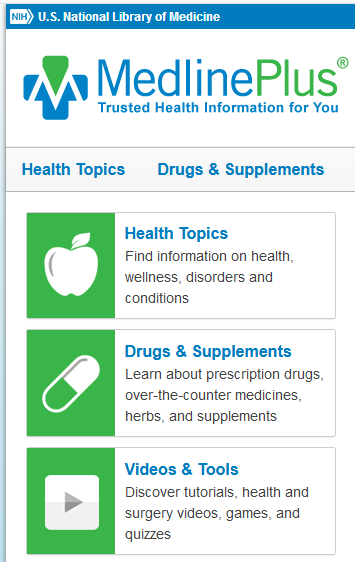 NIH U.S. National Library of Medicine
MedlinePlus®
Trusted Health Information for You
Health Topics Drugs & Supplements
Health Topics
Find information on health,
wellness, disorders and
conditions
Drugs & Supplements
Learn about prescription drugs,
over-the-counter medicines,
herbs, and supplements
Videos & Tools
Discover tutorials, health and
surgery videos, games, and
quizzes